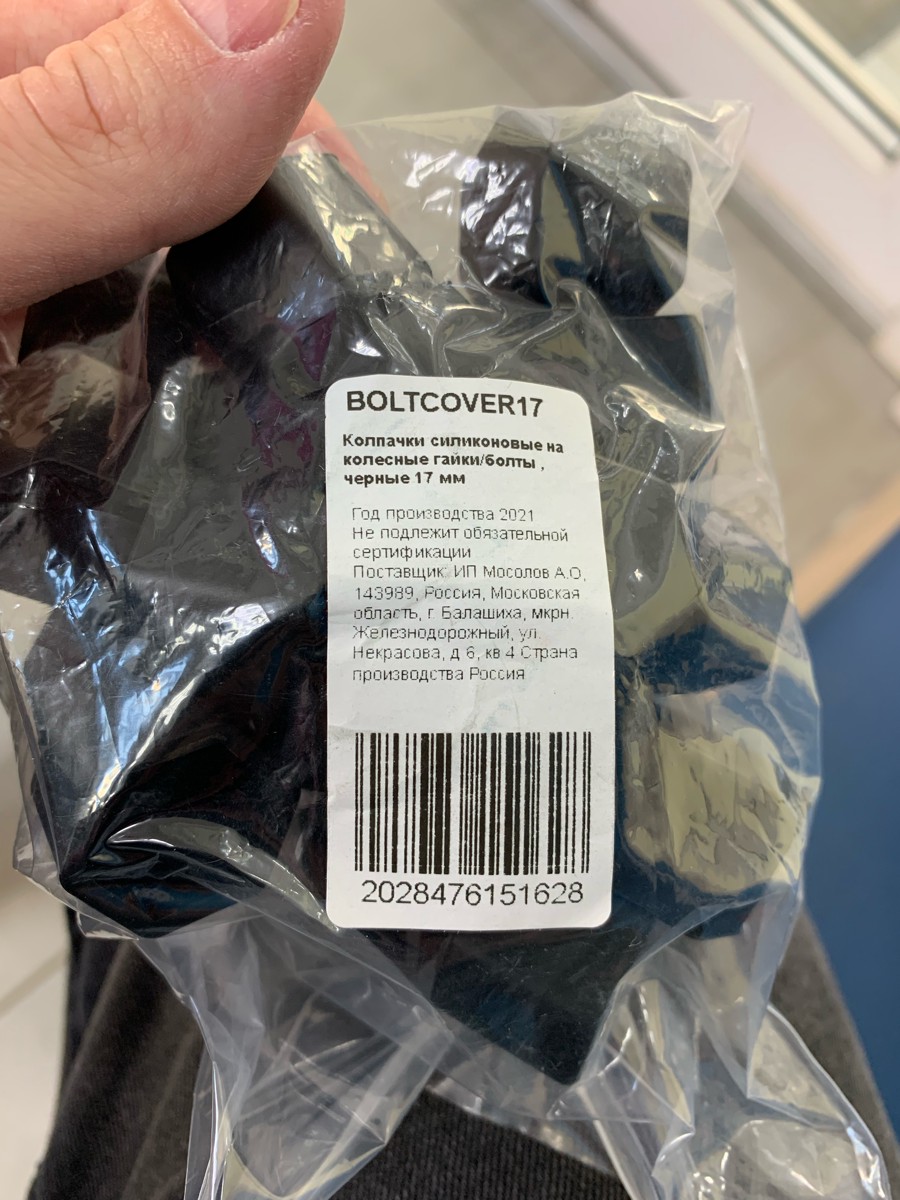 BOLTCOVER17
Колпачки силиконовые на
колесные гайки/болты ,
черные 17 мм
Год производства 2021
Не подлежит обязательной
сертификации
Поставщик: ИП Мосолов А.О,
143989, Россия, Московская
область, г. Балашиха, мкрн.
Железнодорожный, ул.
Некрасова, д 6, кв 4 Страна
производства Россия
2028476151628